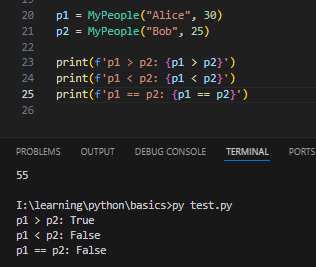 20 p1 = MyPeople("Alice", 30)
21 p2 = MyPeople("Bob", 25)
22
23 print(f'p1 > p2: {p1 > p2}')
24 print(f'p1 < p2: {p1 < p2}')
25 print(f'p1 == p2: {p1 == p2}')
26
PROBLEMS OUTPUT DEBUG CONSOLE TERMINAL PORTS
55
I:\learning\python\basics>py test.py
p1 > p2: True
p1 < p2: False
p1 == p2: False